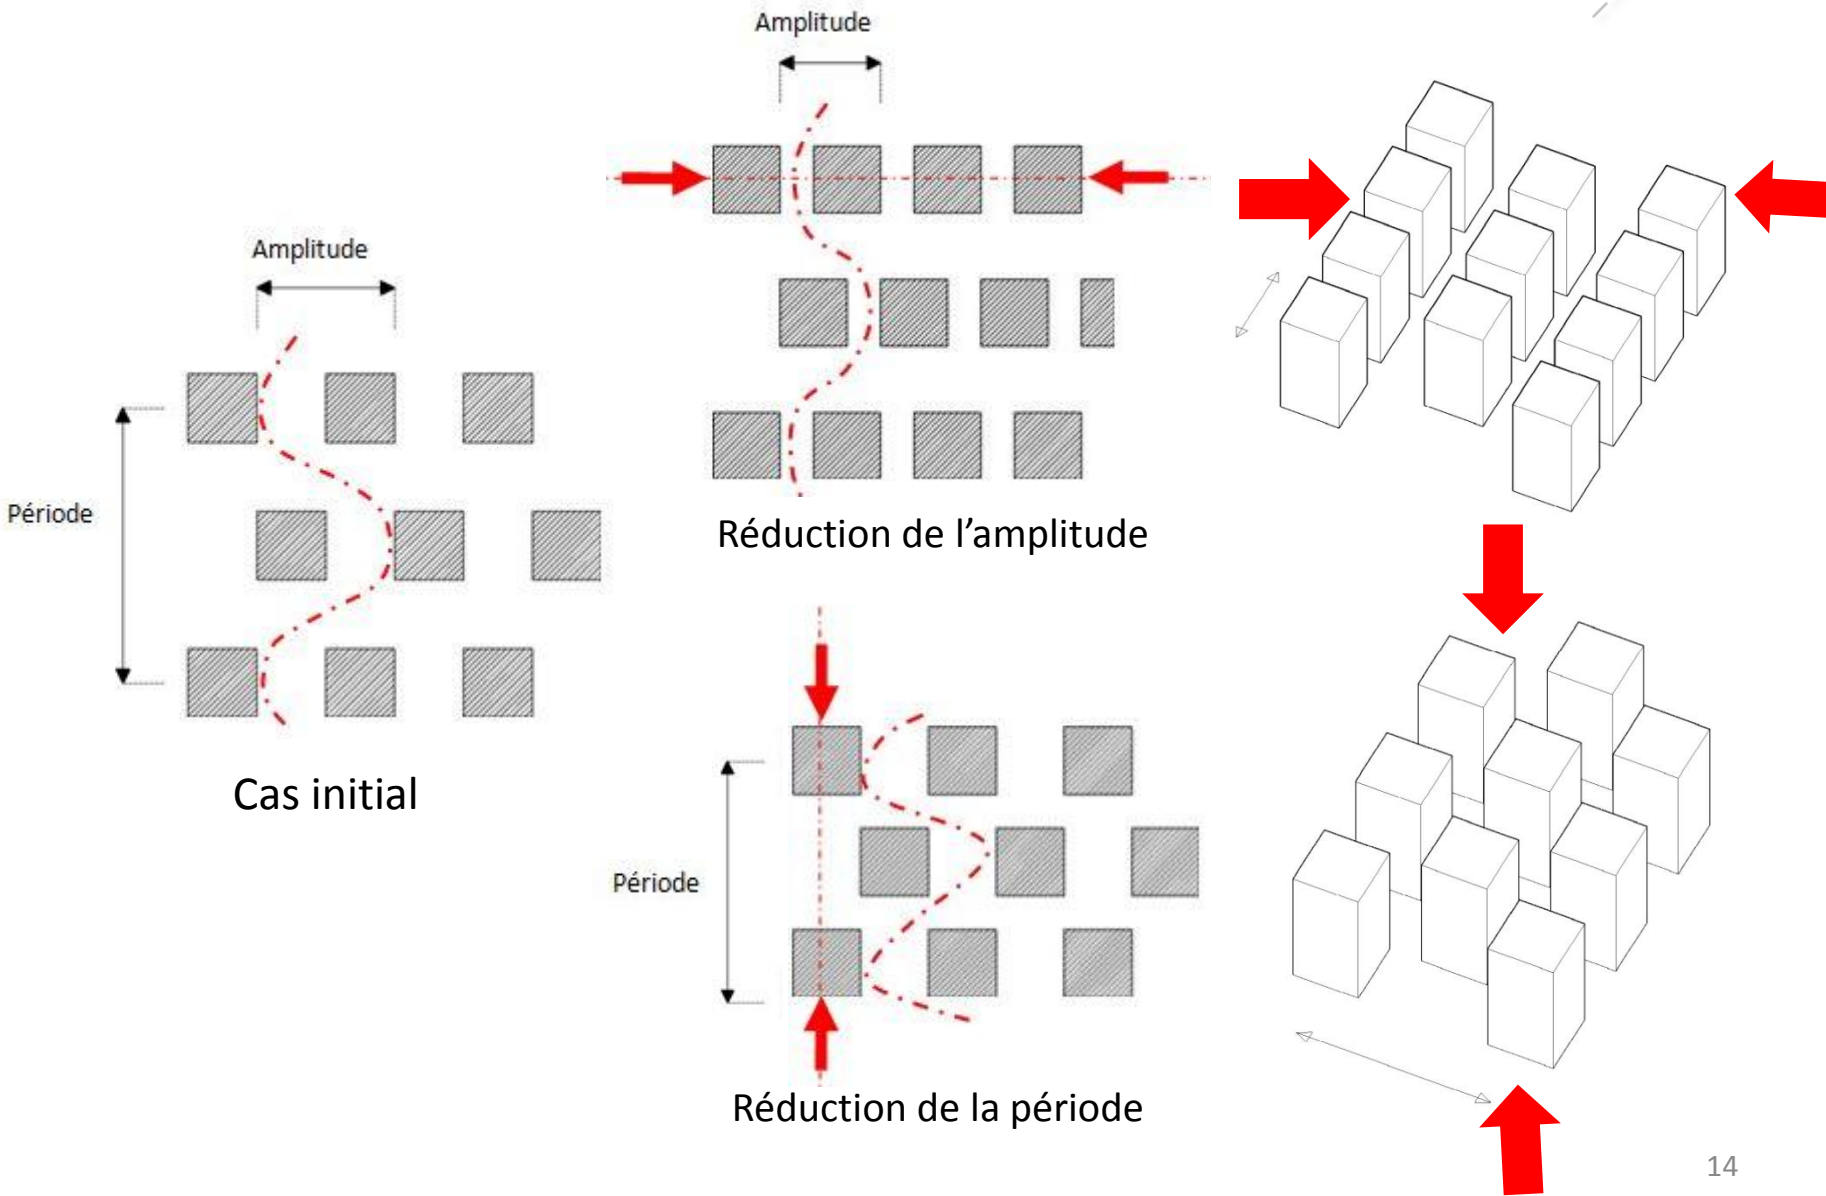 Amplitude
Période
Cas initial
Amplitude
Réduction de l’amplitude
Période
Réduction de la période
14